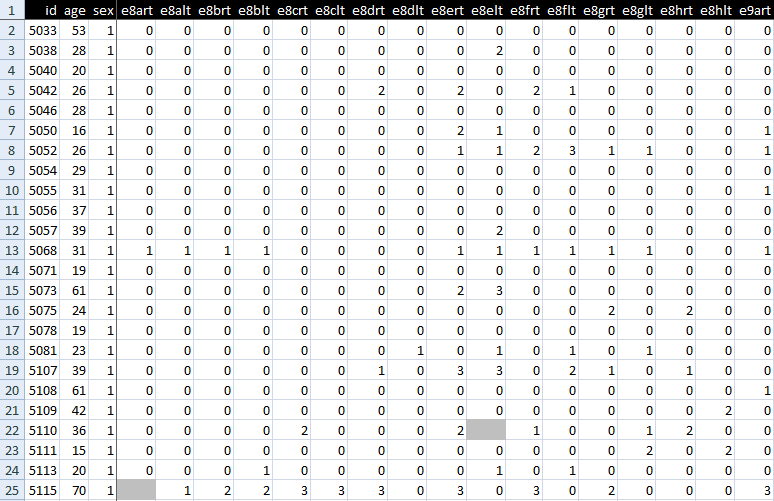 1 id age sex e8art e8alt e8brt e8blt e8crt e8clt e8drt e8dlt e8ert e8elt e8frt e8flt e8grt e8glt e8hrt e8hlt e9art
2 5033 53 1 0 0 0 0 0 0 0 0 0 0 0 0 0 0 0 0 0
3 5038 28 1 0 0 0 0 0 0 0 0 0 2 0 0 0 0 0 0 0
4 5040 20 1 0 0 0 0 0 0 0 0 0 0 0 0 0 0 0 0 0
5 5042 26 1 0 0 0 0 0 0 2 0 2 0 2 1 0 0 0 0 0
6 5046 28 1 0 0 0 0 0 0 0 0 0 0 0 0 0 0 0 0 0
7 5050 16 1 0 0 0 0 0 0 0 0 2 1 0 0 0 0 0 0 1
8 5052 26 1 0 0 0 0 0 0 0 0 1 1 2 3 1 1 0 0 1
9 5054 29 1 0 0 0 0 0 0 0 0 0 0 0 0 0 0 0 0 0
10 5055 31 1 0 0 0 0 0 0 0 0 0 0 0 0 0 0 0 0 1
11 5056 37 1 0 0 0 0 0 0 0 0 0 0 0 0 0 0 0 0 0
12 5057 39 1 0 0 0 0 0 0 0 0 0 2 0 0 0 0 0 0 0
13 5068 31 1 1 1 1 1 0 0 0 0 1 1 1 1 1 1 0 0 1
14 5071 19 1 0 0 0 0 0 0 0 0 0 0 0 0 0 0 0 0 0
15 5073 61 1 0 0 0 0 0 0 0 0 2 3 0 0 0 0 0 0 0
16 5075 24 1 0 0 0 0 0 0 0 0 0 0 0 0 2 0 2 0 0
17 5078 19 1 0 0 0 0 0 0 0 0 0 0 0 0 0 0 0 0 0
18 5081 23 1 0 0 0 0 0 0 0 1 0 1 0 1 0 1 0 0 0
19 5107 39 1 0 0 0 0 0 0 1 0 3 3 0 2 1 0 1 0 0
20 5108 61 1 0 0 0 0 0 0 0 0 0 0 0 0 0 0 0 0 1
21 5109 42 1 0 0 0 0 0 0 0 0 0 0 0 0 0 0 0 2 0
22 5110 36 1 0 0 0 0 2 0 0 0 2 1 0 0 1 2 0 0
23 5111 15 1 0 0 0 0 0 0 0 0 0 0 0 0 0 2 0 2 0
24 5113 20 1 0 0 0 1 0 0 0 0 0 1 0 1 0 0 0 0 0
25 5115 70 1 1 2 2 3 3 3 0 3 0 3 0 2 0 0 0 3